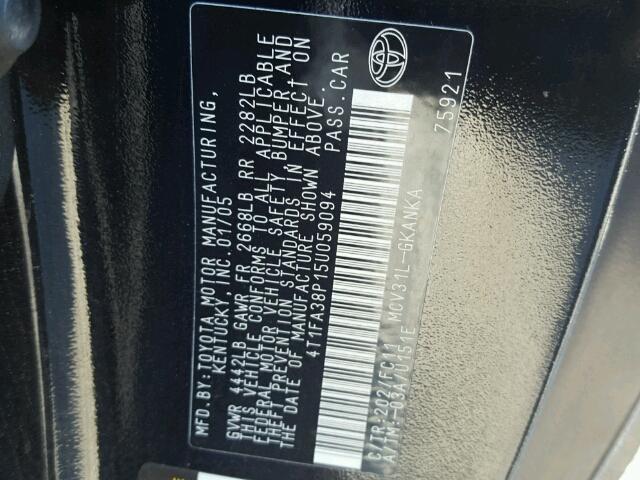 MFD.BY:TOYOTA MOTOR MANUFACTURING,
KENTUCKY, INC. 01/05
GVWR 4442LB GAWR FR 2668LB RR 2282LB
THIS VEHICLE CONFORMS TO ALL APPLICABLE
FEDERAL MOTOR VEHICLE SAFETY, BUMPER, AND
THEFT PREVENTION STANDARDS IN EFFECT ON
THE DATE OF MANUFACTURE SHOWN ABOVE.
4T1FA38P15U059094 PASS.CAR
C/TR:202/FC11
A/TM:-03A/U151E MCV31L-GKANKA
75921